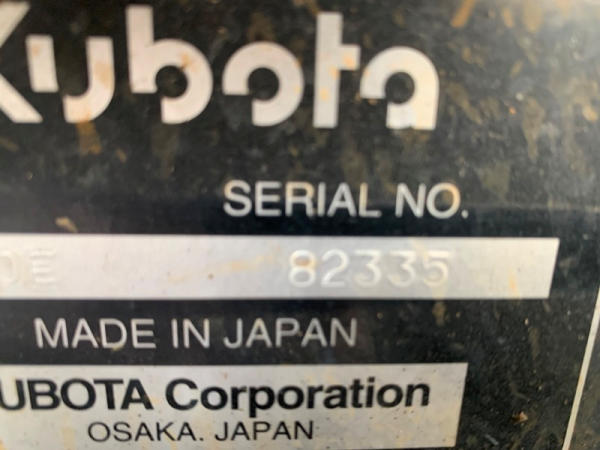 Kubota
SERIAL NO.
82335
MADE IN JAPAN
KUBOTA Corporation
OSAKA. JAPAN